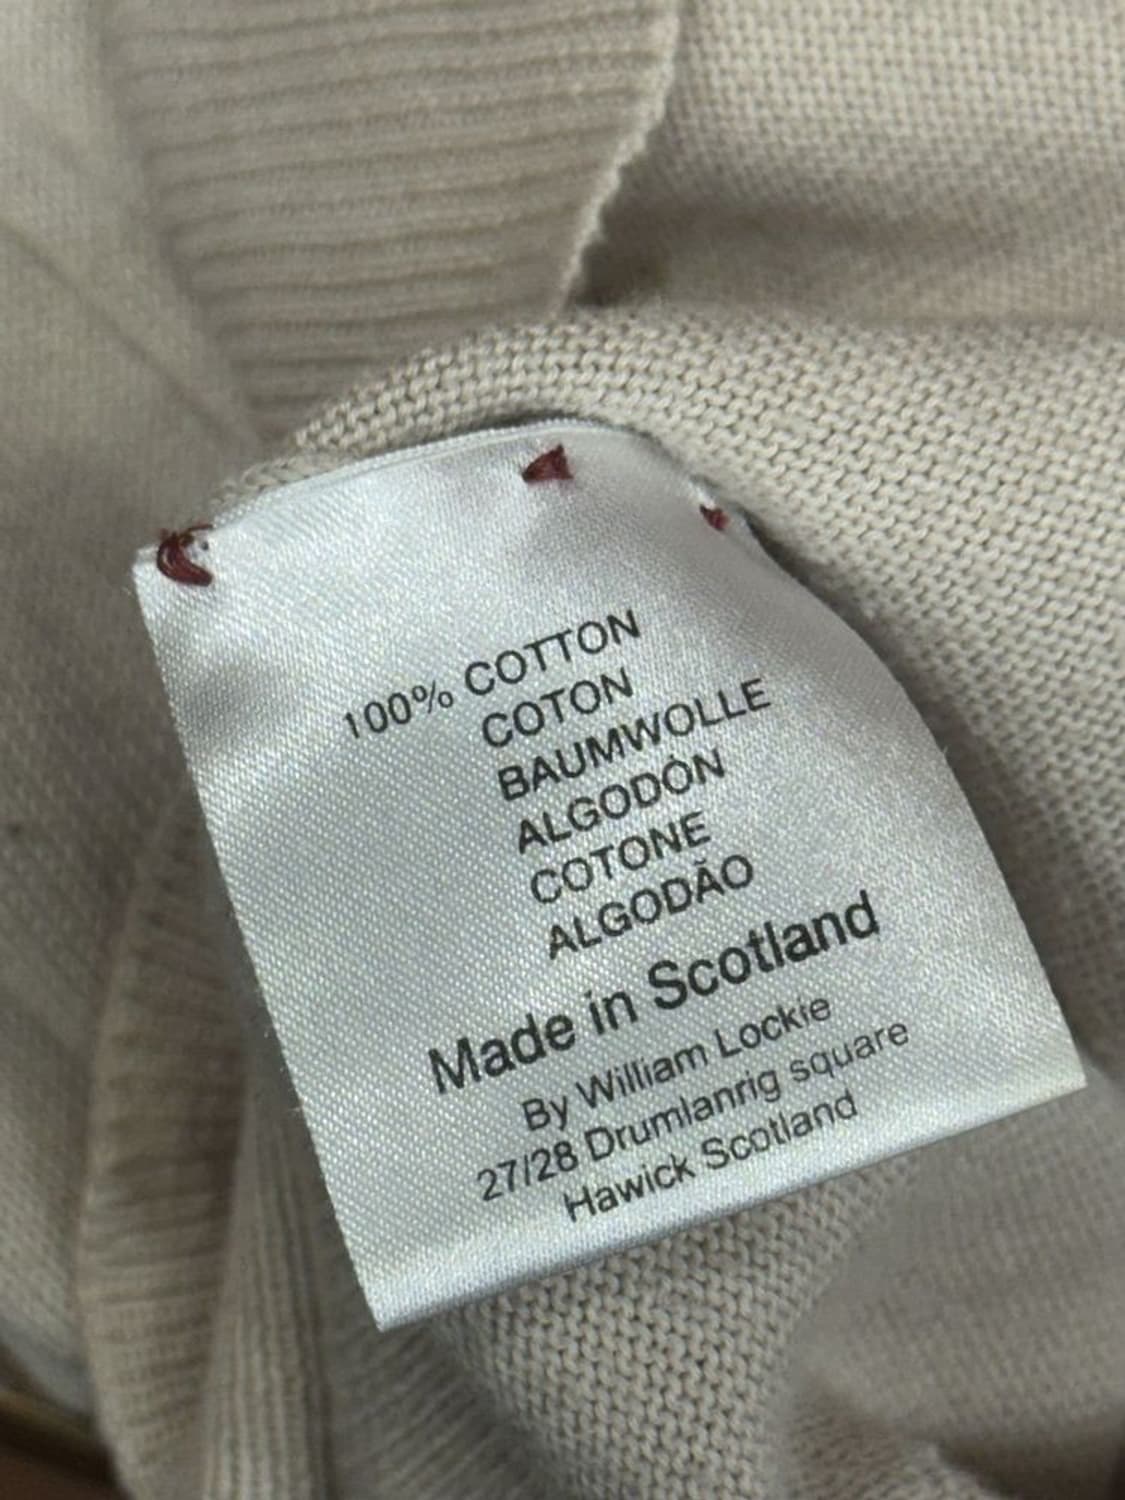 100% COTTON
COTON
BAUMWOLLE
ALGODÓN
COTONE
ALGODÃO
Made in Scotland
By William Lockie
27/28 Drumlanrig square
Hawick Scotland